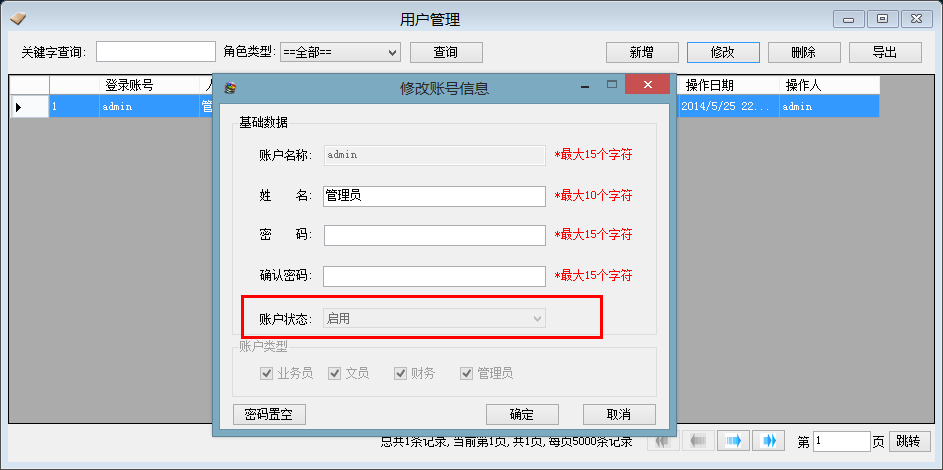 用户管理
关键字查询: 角色类型: ==全部== 查询 新增 修改 删除 导出
登录账号 操作日期 操作人
1 admin 管 2014/5/25 22... admin
修改账号信息
基础数据
账户名称: admin *最大15个字符
姓 名: 管理员 *最大10个字符
密 码: *最大15个字符
确认密码: *最大15个字符
账户状态: 启用
账户类型
业务员 文员 财务 管理员
密码置空 确定 取消
总共1条记录, 当前第1页, 共1页, 每页5000条记录 第 1 页 跳转